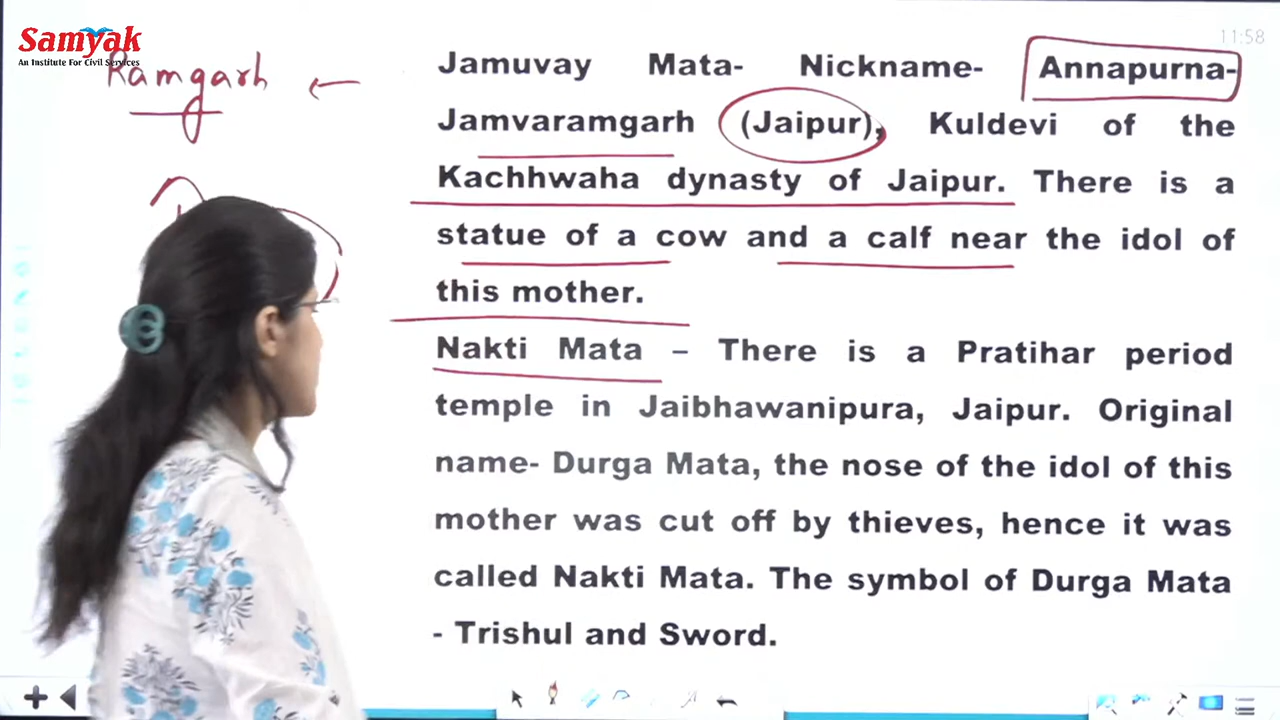 Samyak
An Institute For Civil Services
Ramgarh
11:58
Jamuvay Mata- Nickname- Annapurna-
Jamvaramgarh (Jaipur), Kuldevi of the
Kachhwaha dynasty of Jaipur. There is a
statue of a cow and a calf near the idol of
this mother.
Nakti Mata – There is a Pratihar period
temple in Jaibhawanipura, Jaipur. Original
name- Durga Mata, the nose of the idol of this
mother was cut off by thieves, hence it was
called Nakti Mata. The symbol of Durga Mata
- Trishul and Sword.